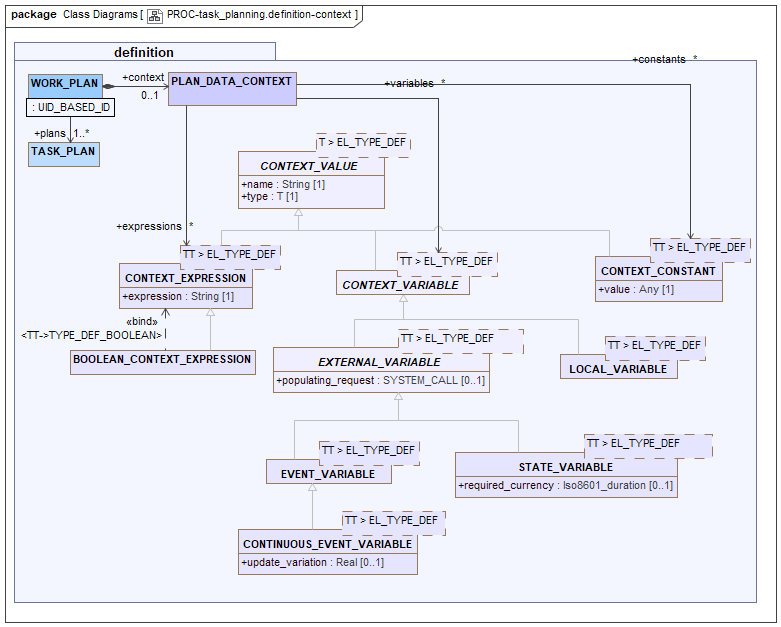 package Class Diagrams [ PROC-task_planning.definition-context ]
definition
+constants *
WORK_PLAN
: UID_BASED_ID
+context
0..1
PLAN_DATA_CONTEXT
+variables *
+plans 1..*
TASK_PLAN
T > EL_TYPE_DEF
CONTEXT_VALUE
+name : String [1]
+type : T [1]
+expressions *
TT > EL_TYPE_DEF
CONTEXT_EXPRESSION
+expression : String [1]
TT > EL_TYPE_DEF
CONTEXT_VARIABLE
TT > EL_TYPE_DEF
CONTEXT_CONSTANT
+value : Any [1]
«bind»
<TT->TYPE_DEF_BOOLEAN>
BOOLEAN_CONTEXT_EXPRESSION
TT > EL_TYPE_DEF
EXTERNAL_VARIABLE
+populating_request : SYSTEM_CALL [0..1]
TT > EL_TYPE_DEF
LOCAL_VARIABLE
TT > EL_TYPE_DEF
EVENT_VARIABLE
TT > EL_TYPE_DEF
STATE_VARIABLE
+required_currency : Iso8601_duration [0..1]
TT > EL_TYPE_DEF
CONTINUOUS_EVENT_VARIABLE
+update_variation : Real [0..1]